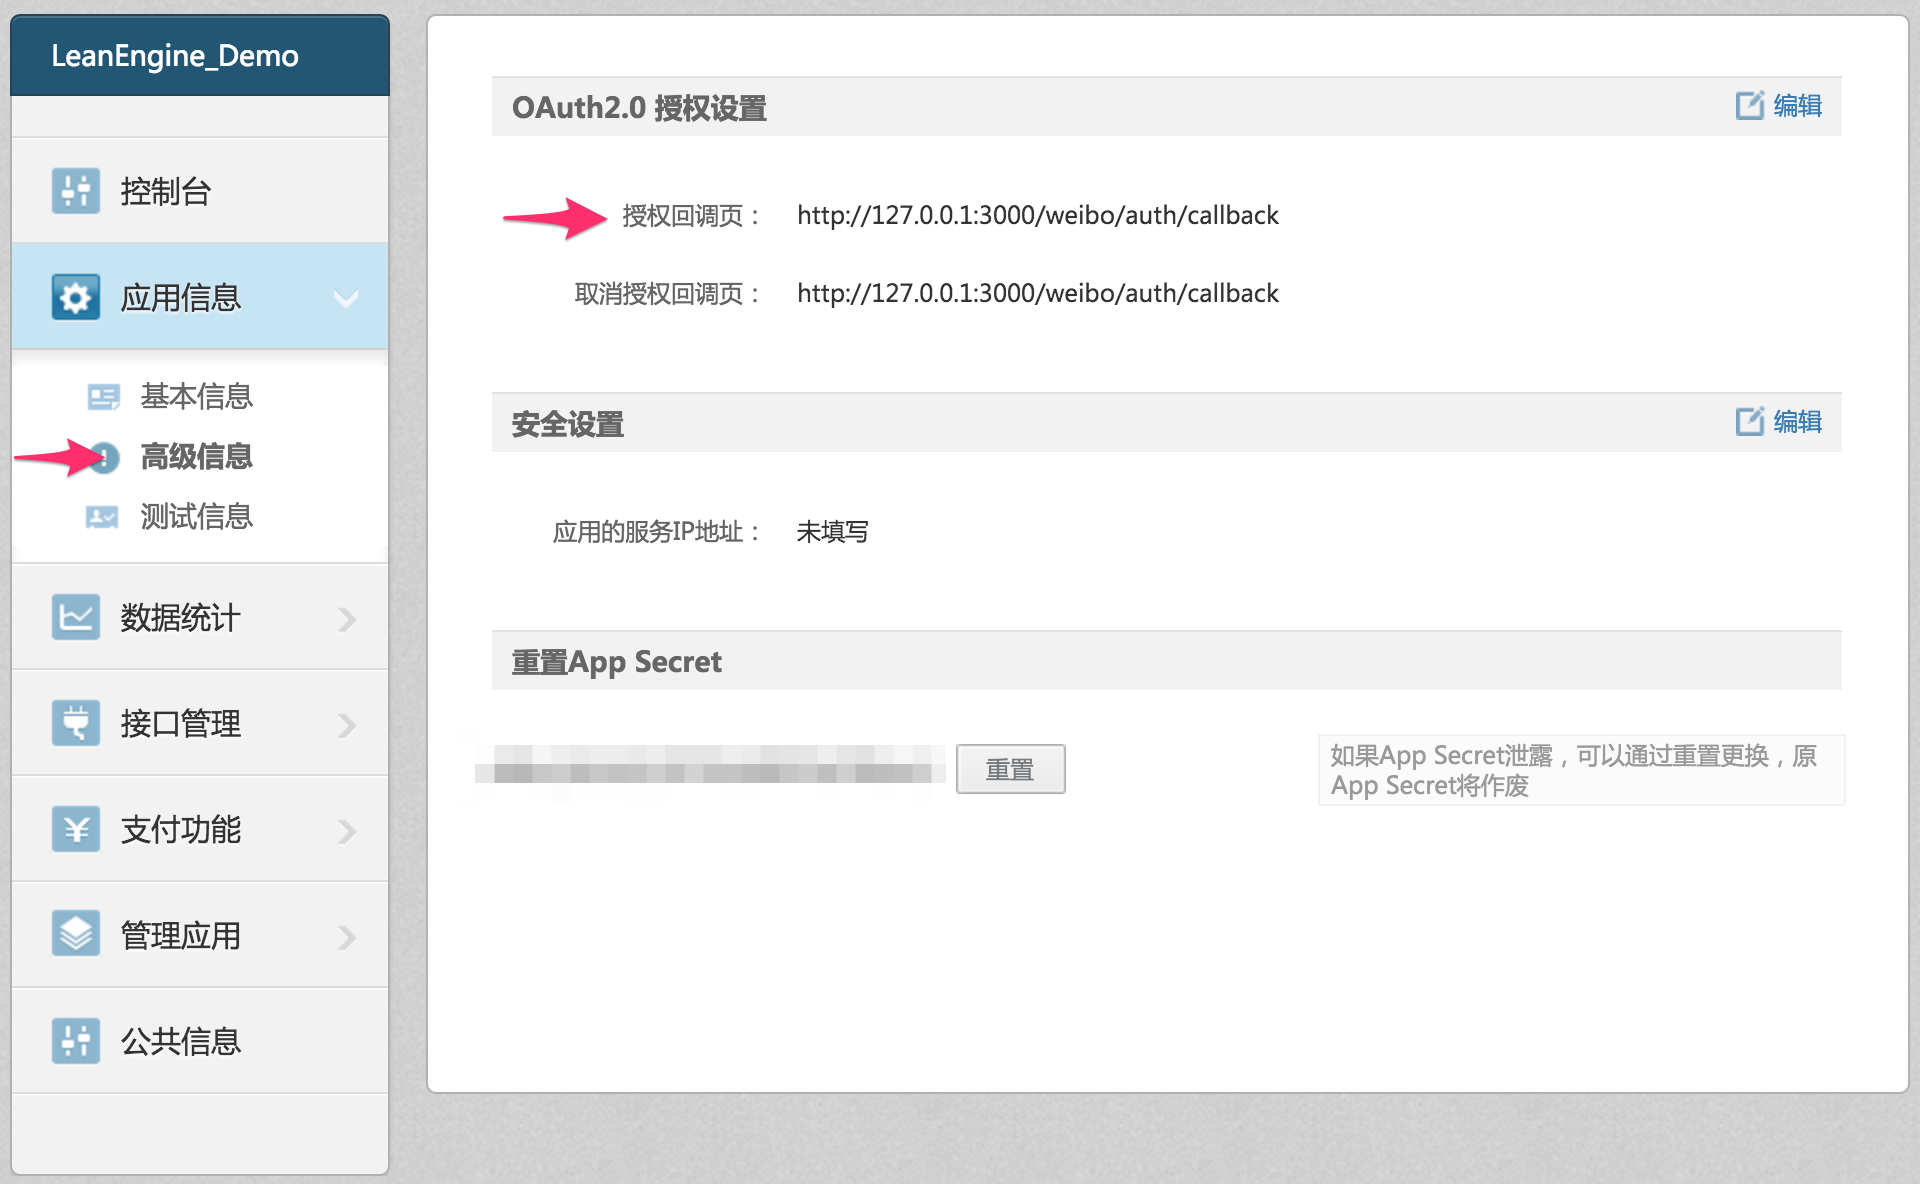 LeanEngine_Demo
控制台
应用信息
基本信息
高级信息
测试信息
数据统计
接口管理
支付功能
管理应用
公共信息
OAuth2.0 授权设置
编辑
授权回调页： http://127.0.0.1:3000/weibo/auth/callback
取消授权回调页： http://127.0.0.1:3000/weibo/auth/callback
安全设置
编辑
应用的服务IP地址： 未填写
重置App Secret
重置
如果App Secret泄露，可以通过重置更换，原
App Secret将作废